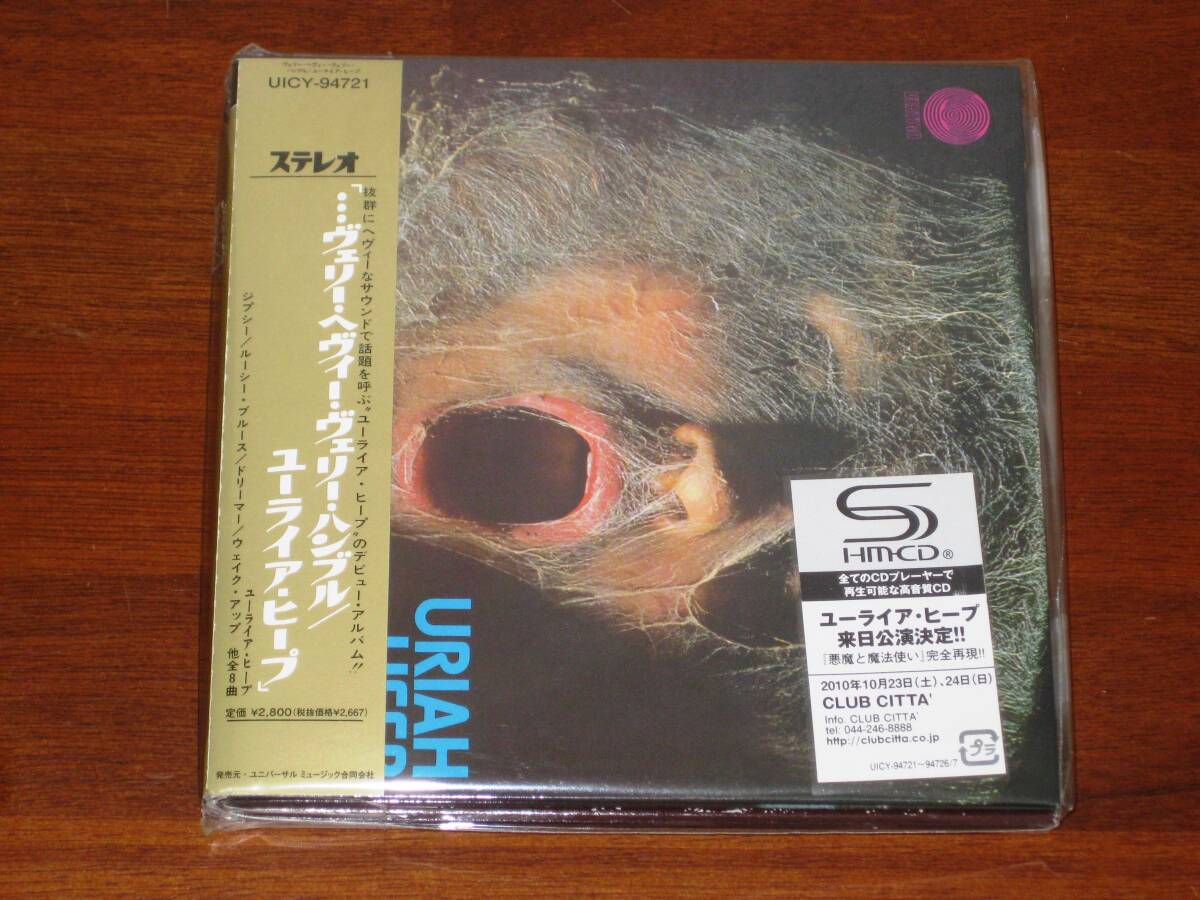 ヴェリー・ヘヴィー・ヴェリー・
ハンブル／ユーライア・ヒープ
UICY-94721
ステレオ
抜群にヘヴィーなサウンドで話題を呼ぶ“ユーライア・ヒープ”のデビュー・アルバム!!
「…ヴェリー・ヘヴィー・ヴェリー・ハンブル／
ユーライア・ヒープ」
ユーライア・ヒープ
ジプシー／ルーシー・ブルース／ドリーマー／ウェイク・アップ 他全8曲
定価 ¥2,800(税抜価格¥2,667)
発売元・ユニバーサル ミュージック合同会社
VERTIGO
URIAH
HEEP
SHM-CD®
全てのCDプレーヤーで
再生可能な高音質CD
ユーライア・ヒープ
来日公演決定!!
『悪魔と魔法使い』完全再現!!
2010年10月23日(土)、24日(日)
CLUB CITTA'
Info. CLUB CITTA'
tel: 044-246-8888
http://clubcitta.co.jp
プラ
UICY-94721～94726/7